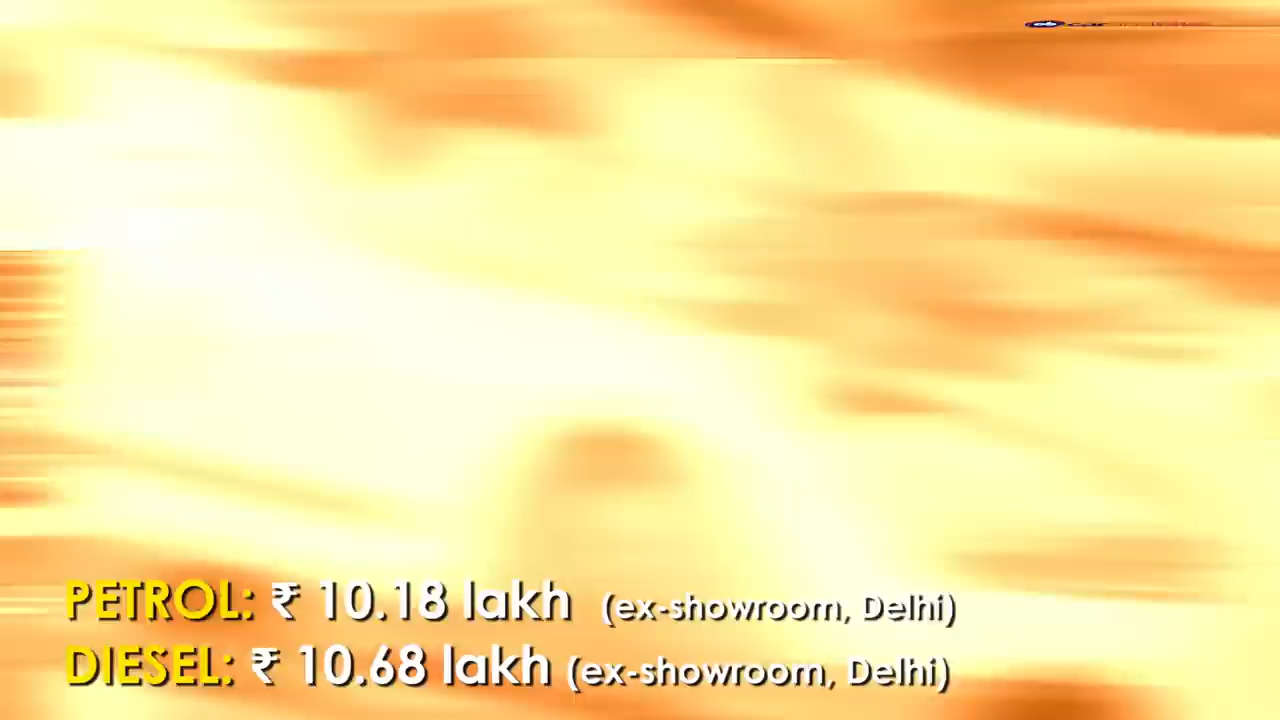 PETROL: ₹ 10.18 lakh (ex-showroom, Delhi)
DIESEL: ₹ 10.68 lakh (ex-showroom, Delhi)